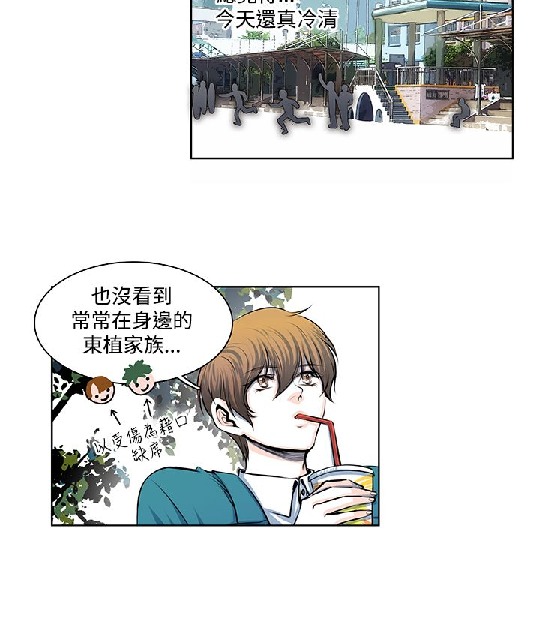 今天還真冷清
也沒看到
常常在身邊的
東植家族...
以受傷為藉口
缺席